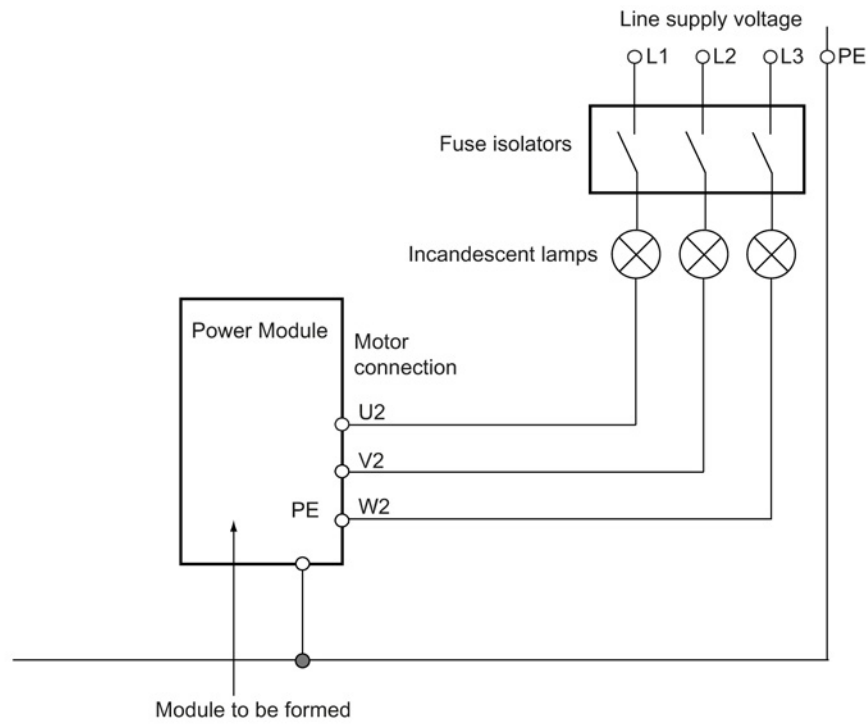 Line supply voltage
L1
L2
L3
PE
Fuse isolators
Incandescent lamps
Power Module
Motor
connection
U2
V2
PE
W2
Module to be formed